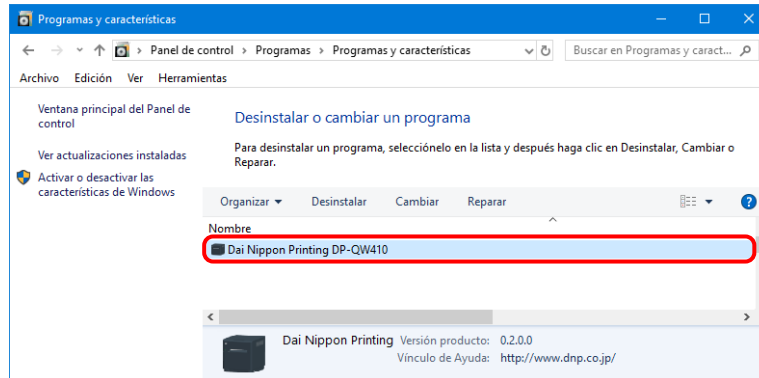 Programas y características
Panel de control > Programas > Programas y características
Buscar en Programas y caract...
Archivo Edición Ver Herramientas
Ventana principal del Panel de
control
Ver actualizaciones instaladas
Activar o desactivar las
características de Windows
Desinstalar o cambiar un programa
Para desinstalar un programa, selecciónelo en la lista y después haga clic en Desinstalar, Cambiar o
Reparar.
Organizar Desinstalar Cambiar Reparar
Nombre
Dai Nippon Printing DP-QW410
Dai Nippon Printing Versión producto: 0.2.0.0
Vínculo de Ayuda: http://www.dnp.co.jp/